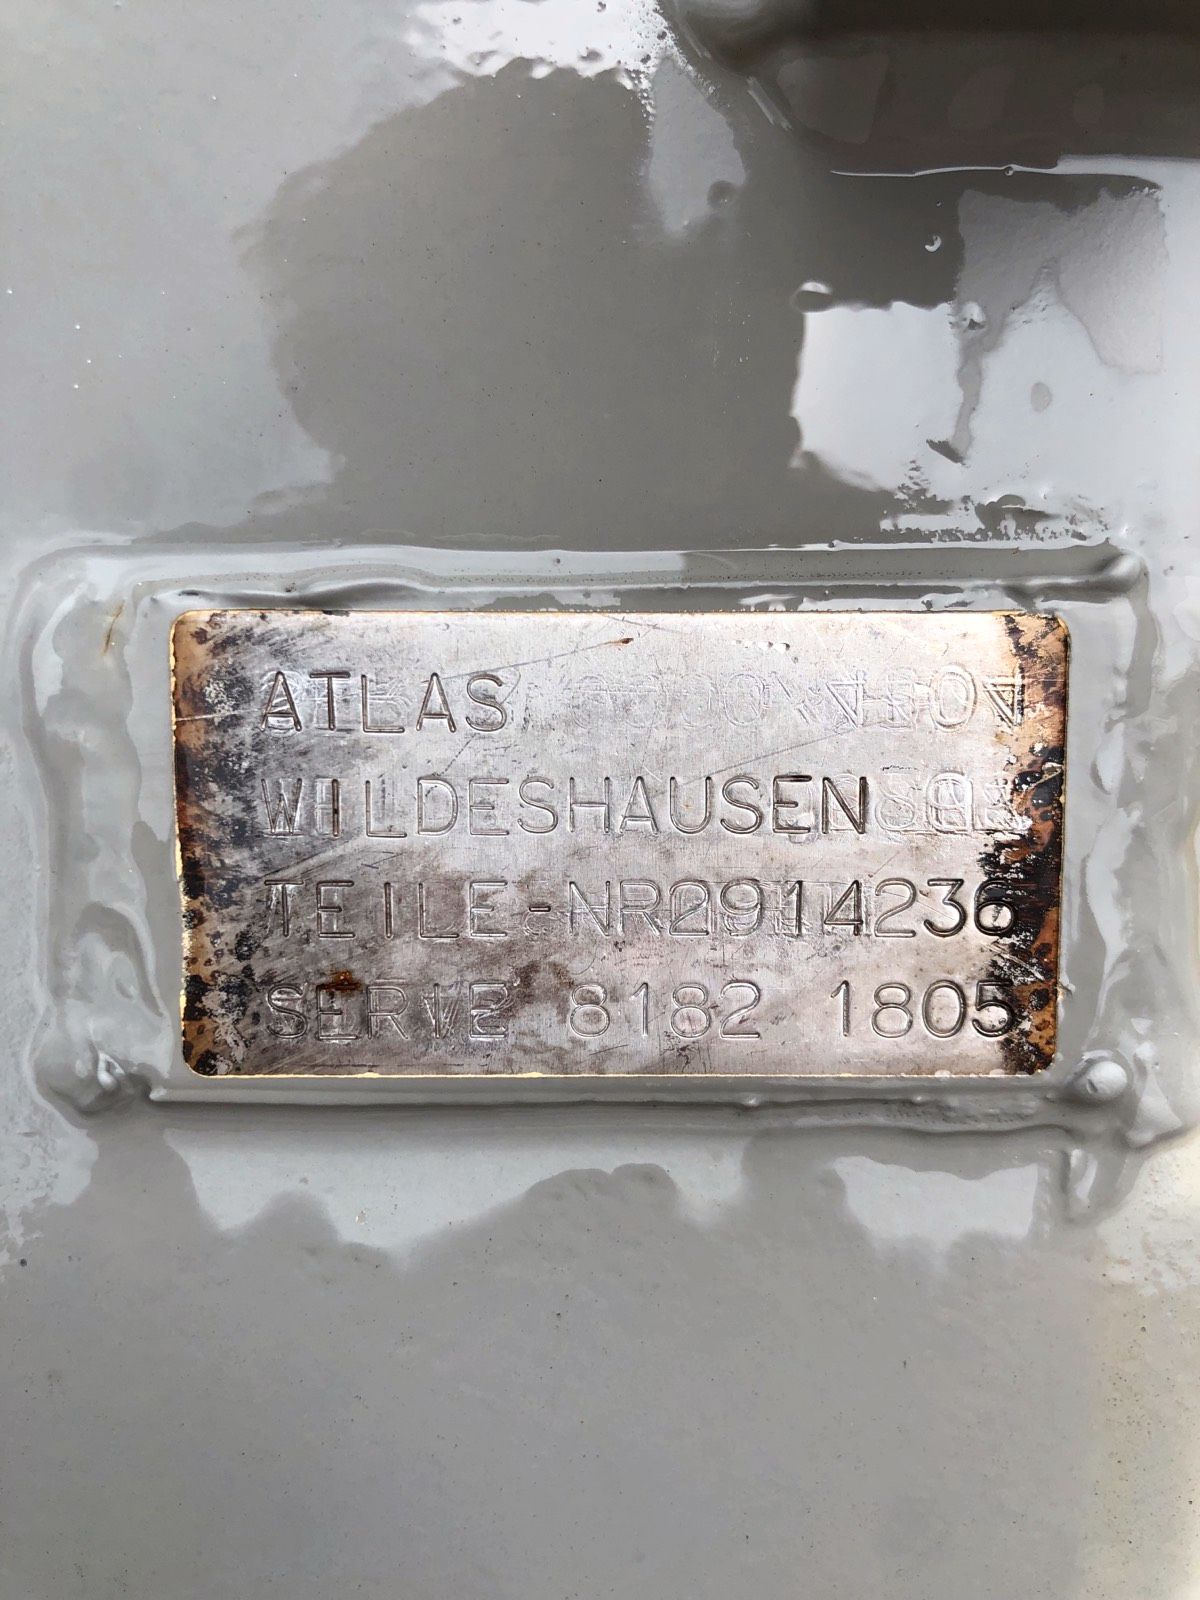 ATLAS
WILDESHAUSEN
TEILE-NR2914236
SERIE 8182 1805